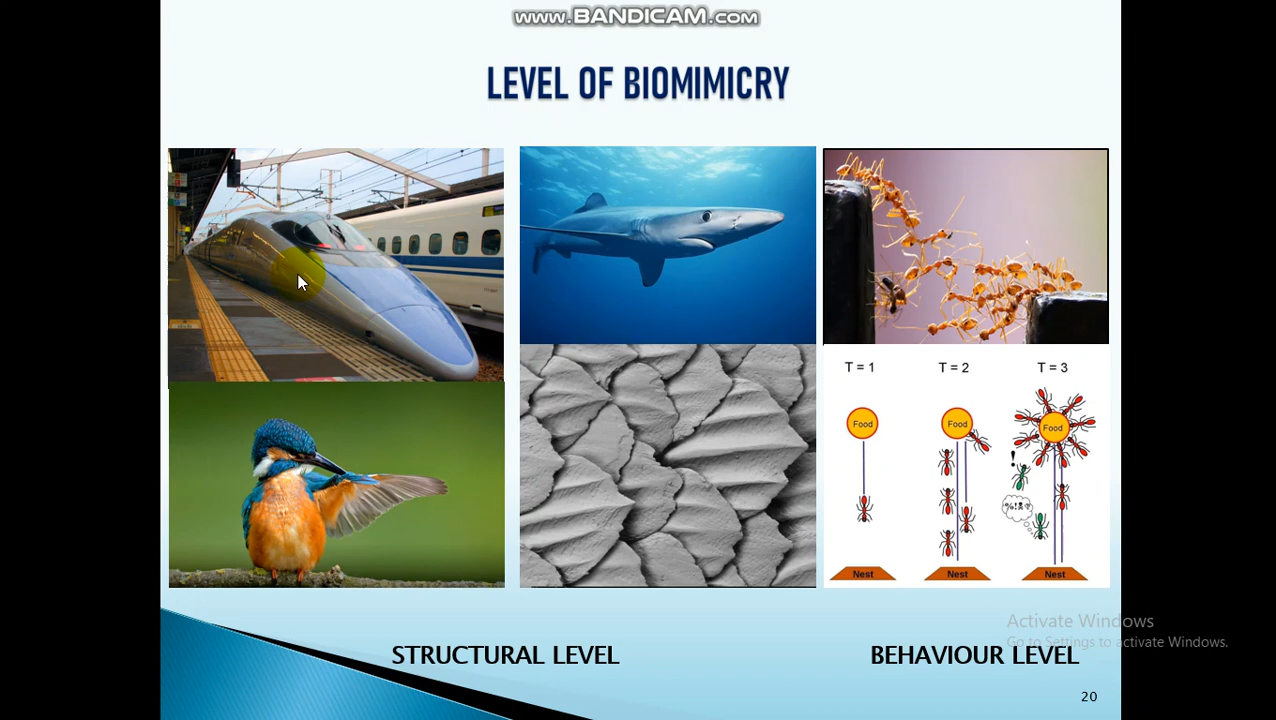 www.BANDICAM.com
LEVEL OF BIOMIMICRY
T = 1
T = 2
T = 3
Food
Food
Food
!
%!*?
Nest
Nest
Nest
STRUCTURAL LEVEL
BEHAVIOUR LEVEL
Activate Windows
Go to Settings to activate Windows.
20